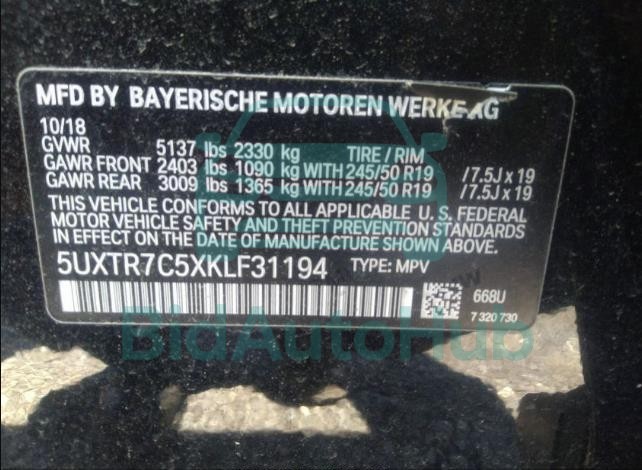 MFD BY BAYERISCHE MOTOREN WERKE AG
10/18
GVWR 5137 lbs 2330 kg TIRE / RIM
GAWR FRONT 2403 lbs 1090 kg WITH 245/50 R19 /7.5J x 19
GAWR REAR 3009 lbs 1365 kg WITH 245/50 R19 /7.5J x 19
THIS VEHICLE CONFORMS TO ALL APPLICABLE U. S. FEDERAL
MOTOR VEHICLE SAFETY AND THEFT PREVENTION STANDARDS
IN EFFECT ON THE DATE OF MANUFACTURE SHOWN ABOVE.
5UXTR7C5XKLF31194 TYPE: MPV
668U
7 320 730
BidAutoHub